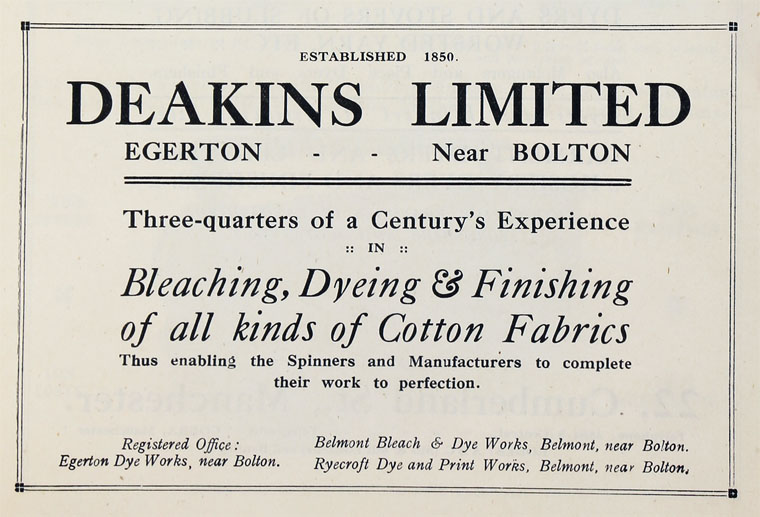 ESTABLISHED 1850.
DEAKINS LIMITED
EGERTON - - Near BOLTON
Three-quarters of a Century's Experience
:: IN ::
Bleaching, Dyeing & Finishing
of all kinds of Cotton Fabrics
Thus enabling the Spinners and Manufacturers to complete
their work to perfection.
Registered Office:
Egerton Dye Works, near Bolton.
Belmont Bleach & Dye Works, Belmont, near Bolton.
Ryecroft Dye and Print Works, Belmont, near Bolton.